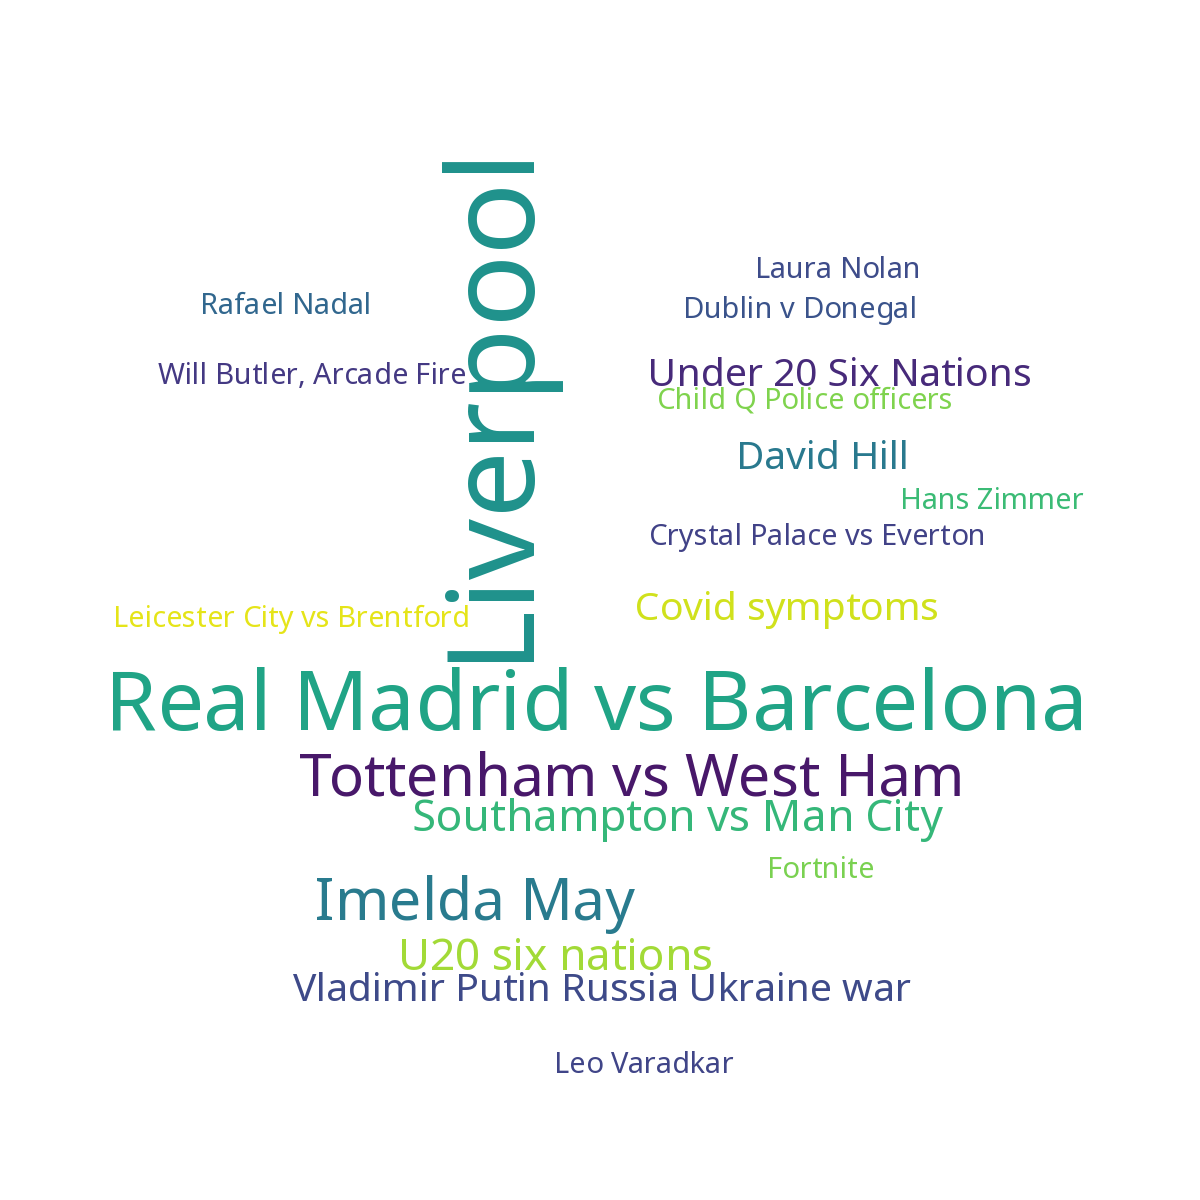 Liverpool
Laura Nolan
Rafael Nadal
Dublin v Donegal
Will Butler, Arcade Fire
Under 20 Six Nations
Child Q Police officers
David Hill
Hans Zimmer
Crystal Palace vs Everton
Leicester City vs Brentford
Covid symptoms
Real Madrid vs Barcelona
Tottenham vs West Ham
Southampton vs Man City
Fortnite
Imelda May
U20 six nations
Vladimir Putin Russia Ukraine war
Leo Varadkar